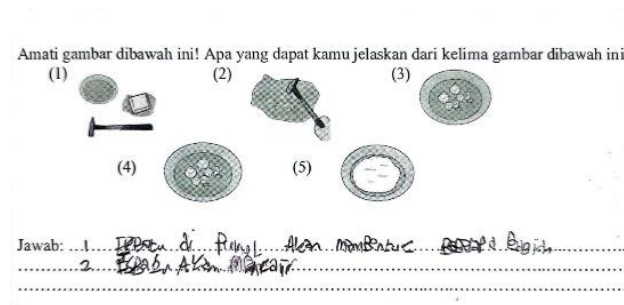 Amati gambar dibawah ini! Apa yang dapat kamu jelaskan dari kelima gambar dibawah ini
(1) (2) (3)
(4) (5)
Jawab: 1 Es Batu di Pukul Akan MemBentuk Bagian
2 Es Batu Akan Mencair